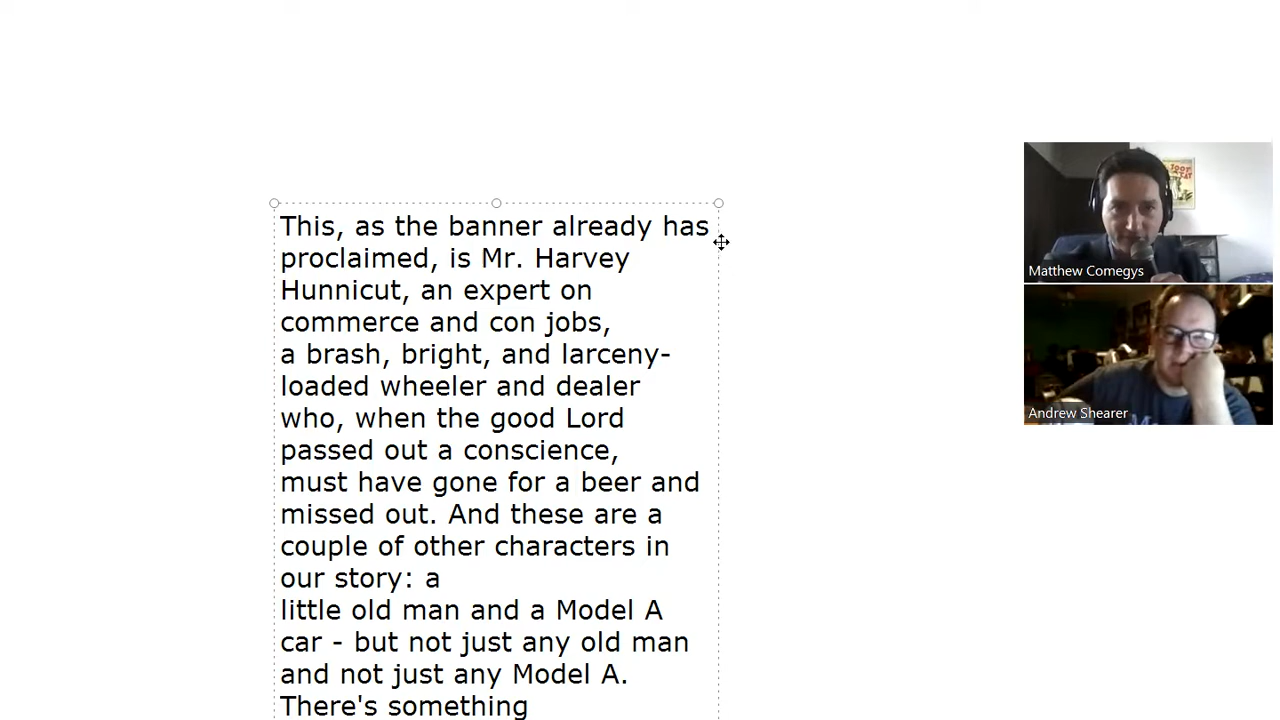 This, as the banner already has
proclaimed, is Mr. Harvey
Hunnicut, an expert on
commerce and con jobs,
a brash, bright, and larceny-
loaded wheeler and dealer
who, when the good Lord
passed out a conscience,
must have gone for a beer and
missed out. And these are a
couple of other characters in
our story: a
little old man and a Model A
car - but not just any old man
and not just any Model A.
There's something
Matthew Comegys
Andrew Shearer